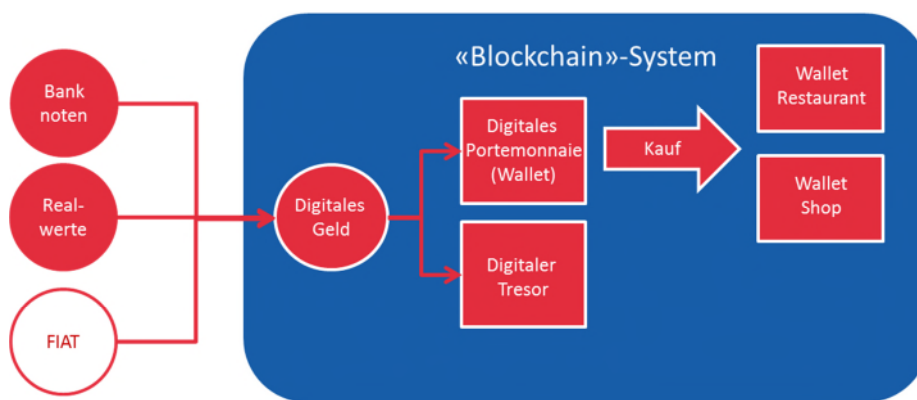 «Blockchain»-System
Bank
noten
Real-
werte
FIAT
Digitales
Geld
Digitales
Portemonnaie
(Wallet)
Digitaler
Tresor
Kauf
Wallet
Restaurant
Wallet
Shop